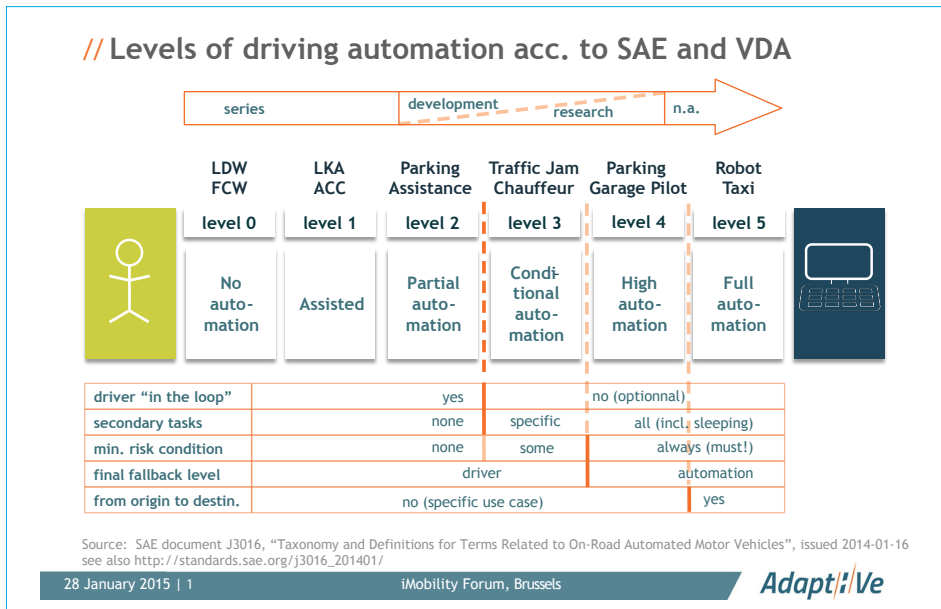 // Levels of driving automation acc. to SAE and VDA
series
development
research
n.a.
LDW
FCW
LKA
ACC
Parking
Assistance
Traffic Jam
Chauffeur
Parking
Garage Pilot
Robot
Taxi
level 0
level 1
level 2
level 3
level 4
level 5
No
auto-
mation
Assisted
Partial
auto-
mation
Condi-
tional
auto-
mation
High
auto-
mation
Full
auto-
mation
driver “in the loop” yes no (optionnal)
secondary tasks none specific all (incl. sleeping)
min. risk condition none some always (must!)
final fallback level driver automation
from origin to destin. no (specific use case) yes
Source: SAE document J3016, “Taxonomy and Definitions for Terms Related to On-Road Automated Motor Vehicles”, issued 2014-01-16
see also http://standards.sae.org/j3016_201401/
28 January 2015 | 1 iMobility Forum, Brussels
Adapt//Ve